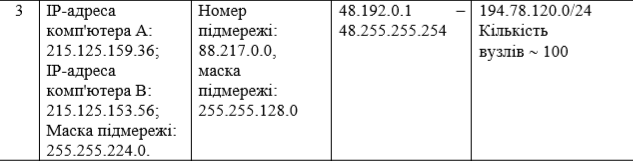 3
IP-адреса
комп'ютера А:
215.125.159.36;
IP-адреса
комп'ютера В:
215.125.153.56;
Маска підмережі:
255.255.224.0.
Номер
підмережі:
88.217.0.0,
маска
підмережі:
255.255.128.0
48.192.0.1 –
48.255.255.254
194.78.120.0/24
Кількість
вузлів ~ 100